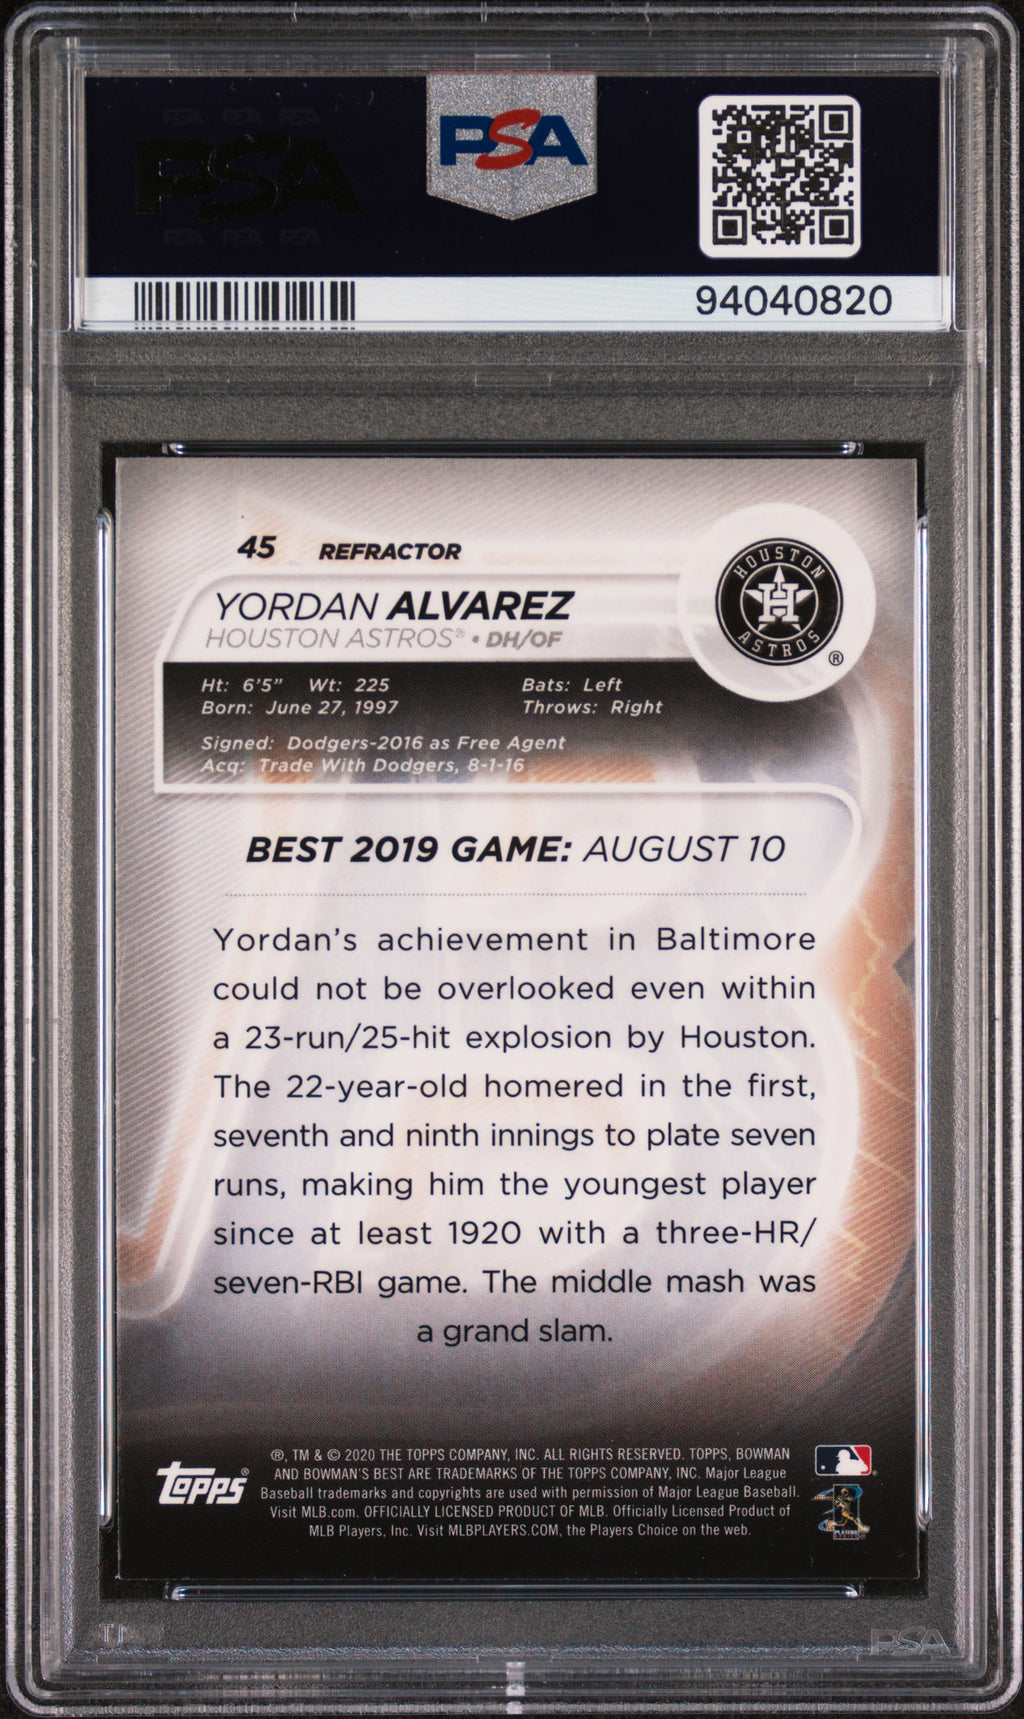 PSA PSA PSA
PSA
PSA PSA PSA
PSA
94040820
45 REFRACTOR
YORDAN ALVAREZ
HOUSTON ASTROS® • DH/OF
HOUSTON
H
ASTROS
®
Ht: 6'5" Wt: 225 Bats: Left
Born: June 27, 1997 Throws: Right
Signed: Dodgers-2016 as Free Agent
Acq: Trade With Dodgers, 8-1-16
BEST 2019 GAME: AUGUST 10
Yordan's achievement in Baltimore
could not be overlooked even within
a 23-run/25-hit explosion by Houston.
The 22-year-old homered in the first,
seventh and ninth innings to plate seven
runs, making him the youngest player
since at least 1920 with a three-HR/
seven-RBI game. The middle mash was
a grand slam.
Topps®
®, TM & © 2020 THE TOPPS COMPANY, INC. ALL RIGHTS RESERVED. TOPPS, BOWMAN
AND BOWMAN'S BEST ARE TRADEMARKS OF THE TOPPS COMPANY, INC. Major League
Baseball trademarks and copyrights are used with permission of Major League Baseball.
Visit MLB.com. OFFICIALLY LICENSED PRODUCT OF MLB. Officially Licensed Product of
MLB Players, Inc. Visit MLBPLAYERS.COM, the Players Choice on the web.
PSA